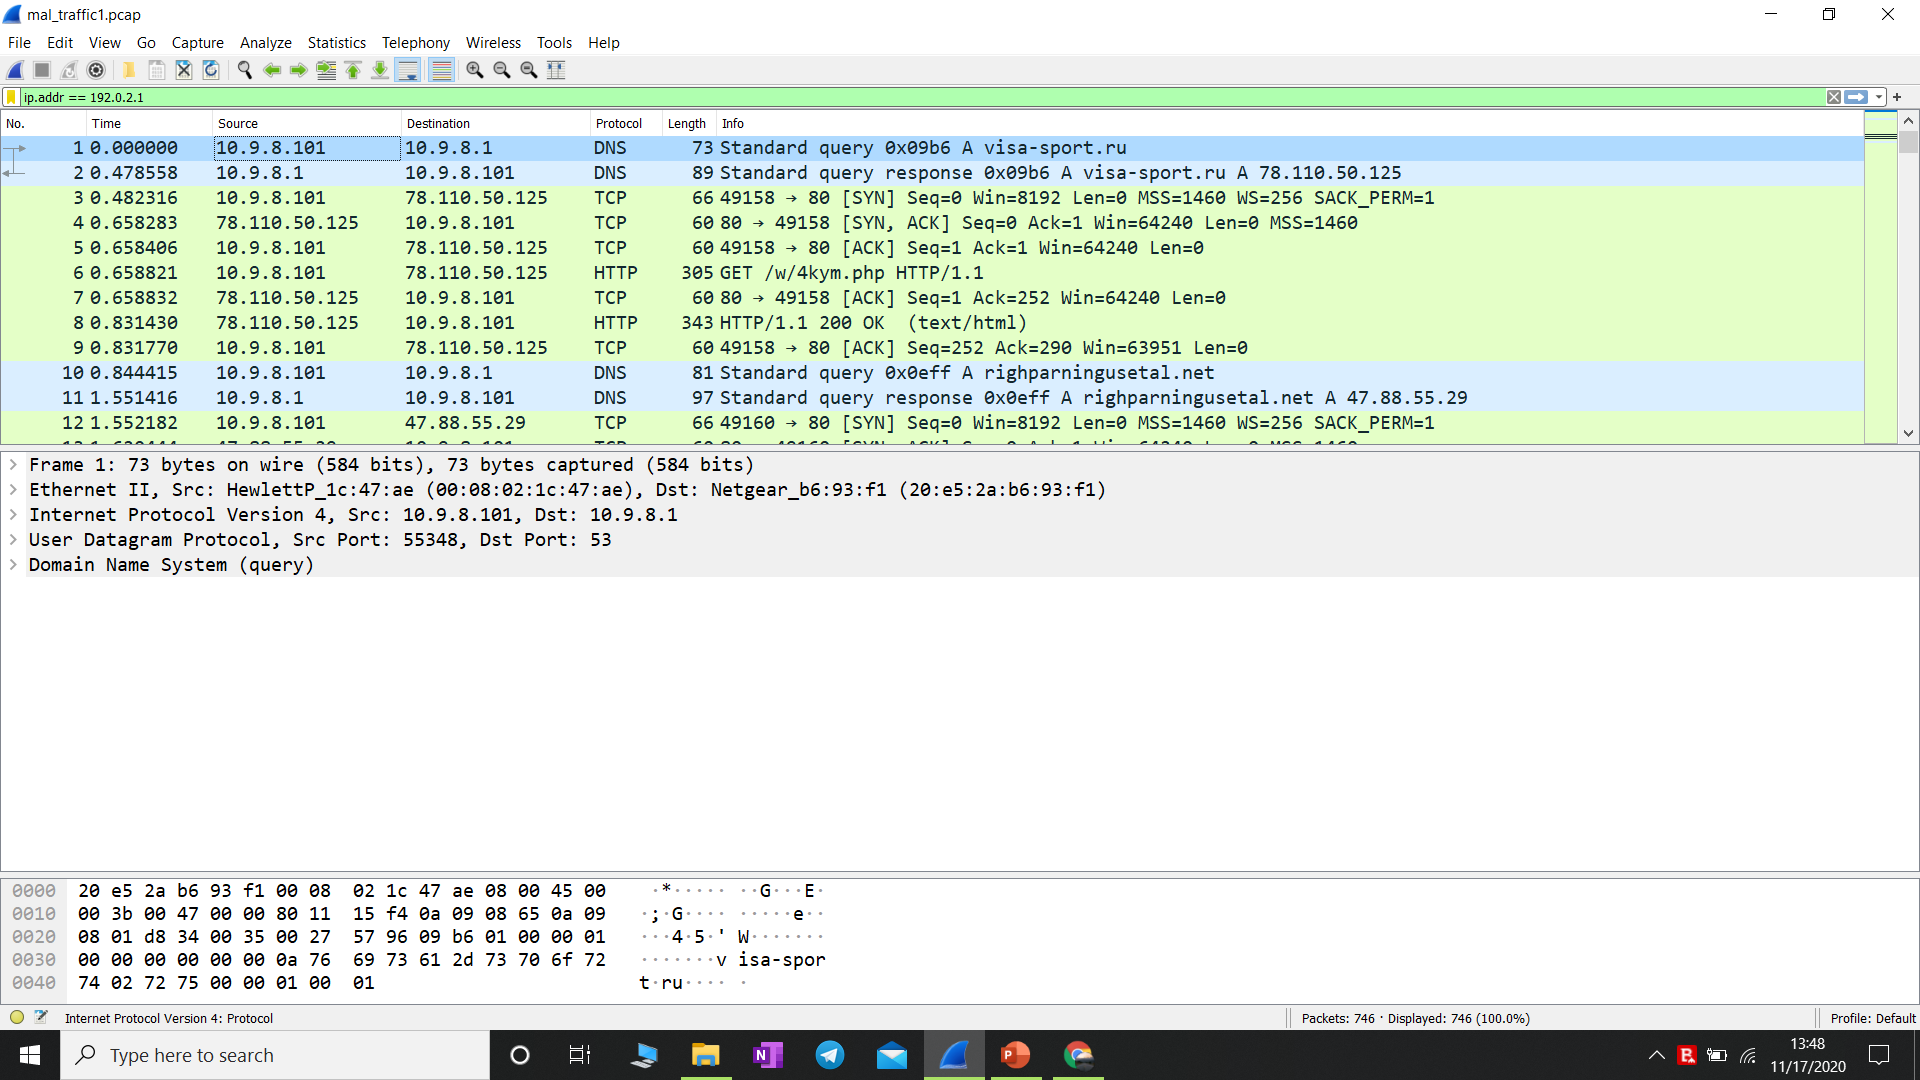 mal_traffic1.pcap
File Edit View Go Capture Analyze Statistics Telephony Wireless Tools Help
ip.addr == 192.0.2.1
No. Time Source Destination Protocol Length Info
1 0.000000 10.9.8.101 10.9.8.1 DNS 73 Standard query 0x09b6 A visa-sport.ru
2 0.478558 10.9.8.1 10.9.8.101 DNS 89 Standard query response 0x09b6 A visa-sport.ru A 78.110.50.125
3 0.482316 10.9.8.101 78.110.50.125 TCP 66 49158 → 80 [SYN] Seq=0 Win=8192 Len=0 MSS=1460 WS=256 SACK_PERM=1
4 0.658283 78.110.50.125 10.9.8.101 TCP 60 80 → 49158 [SYN, ACK] Seq=0 Ack=1 Win=64240 Len=0 MSS=1460
5 0.658406 10.9.8.101 78.110.50.125 TCP 60 49158 → 80 [ACK] Seq=1 Ack=1 Win=64240 Len=0
6 0.658821 10.9.8.101 78.110.50.125 HTTP 305 GET /w/4kym.php HTTP/1.1
7 0.658832 78.110.50.125 10.9.8.101 TCP 60 80 → 49158 [ACK] Seq=1 Ack=252 Win=64240 Len=0
8 0.831430 78.110.50.125 10.9.8.101 HTTP 343 HTTP/1.1 200 OK (text/html)
9 0.831770 10.9.8.101 78.110.50.125 TCP 60 49158 → 80 [ACK] Seq=252 Ack=290 Win=63951 Len=0
10 0.844415 10.9.8.101 10.9.8.1 DNS 81 Standard query 0x0eff A righparningusetal.net
11 1.551416 10.9.8.1 10.9.8.101 DNS 97 Standard query response 0x0eff A righparningusetal.net A 47.88.55.29
12 1.552182 10.9.8.101 47.88.55.29 TCP 66 49160 → 80 [SYN] Seq=0 Win=8192 Len=0 MSS=1460 WS=256 SACK_PERM=1
Frame 1: 73 bytes on wire (584 bits), 73 bytes captured (584 bits)
Ethernet II, Src: HewlettP_1c:47:ae (00:08:02:1c:47:ae), Dst: Netgear_b6:93:f1 (20:e5:2a:b6:93:f1)
Internet Protocol Version 4, Src: 10.9.8.101, Dst: 10.9.8.1
User Datagram Protocol, Src Port: 55348, Dst Port: 53
Domain Name System (query)
0000 20 e5 2a b6 93 f1 00 08 02 1c 47 ae 08 00 45 00 ·*····· ··G···E·
0010 00 3b 00 47 00 00 80 11 15 f4 0a 09 08 65 0a 09 ·;·G···· ·····e··
0020 08 01 d8 34 00 35 00 27 57 96 09 b6 01 00 00 01 ···4·5·' W·······
0030 00 00 00 00 00 00 0a 76 69 73 61 2d 73 70 6f 72 ·······v isa-spor
0040 74 02 72 75 00 00 01 00 01 t·ru···· ·
Internet Protocol Version 4: Protocol
Packets: 746 · Displayed: 746 (100.0%)
Profile: Default
Type here to search
13:48
11/17/2020